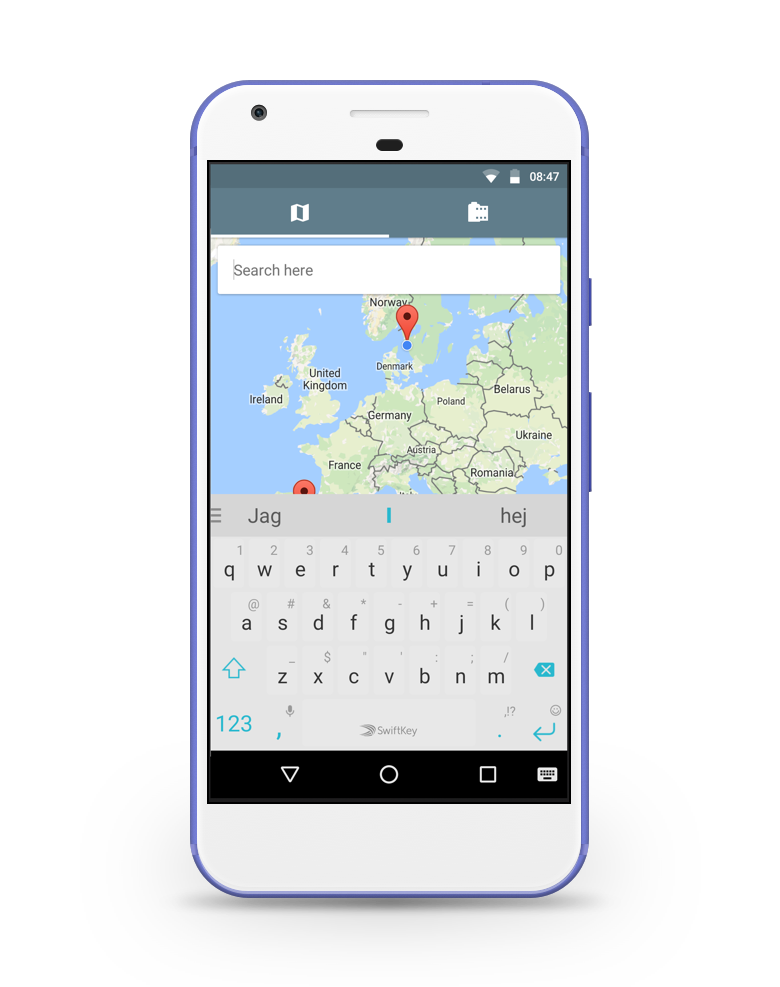 08:47
Search here
Norway
Denmark
United
Kingdom
Ireland
Belarus
Poland
Germany
Ukraine
Austria
France
Romania
Jag I hej
1 2 3 4 5 6 7 8 9 0
q w e r t y u i o p
@ # & * - + = ( )
a s d f g h j k l
_ $ " ' : ; /
z x c v b n m
,!?
123 , SwiftKey .